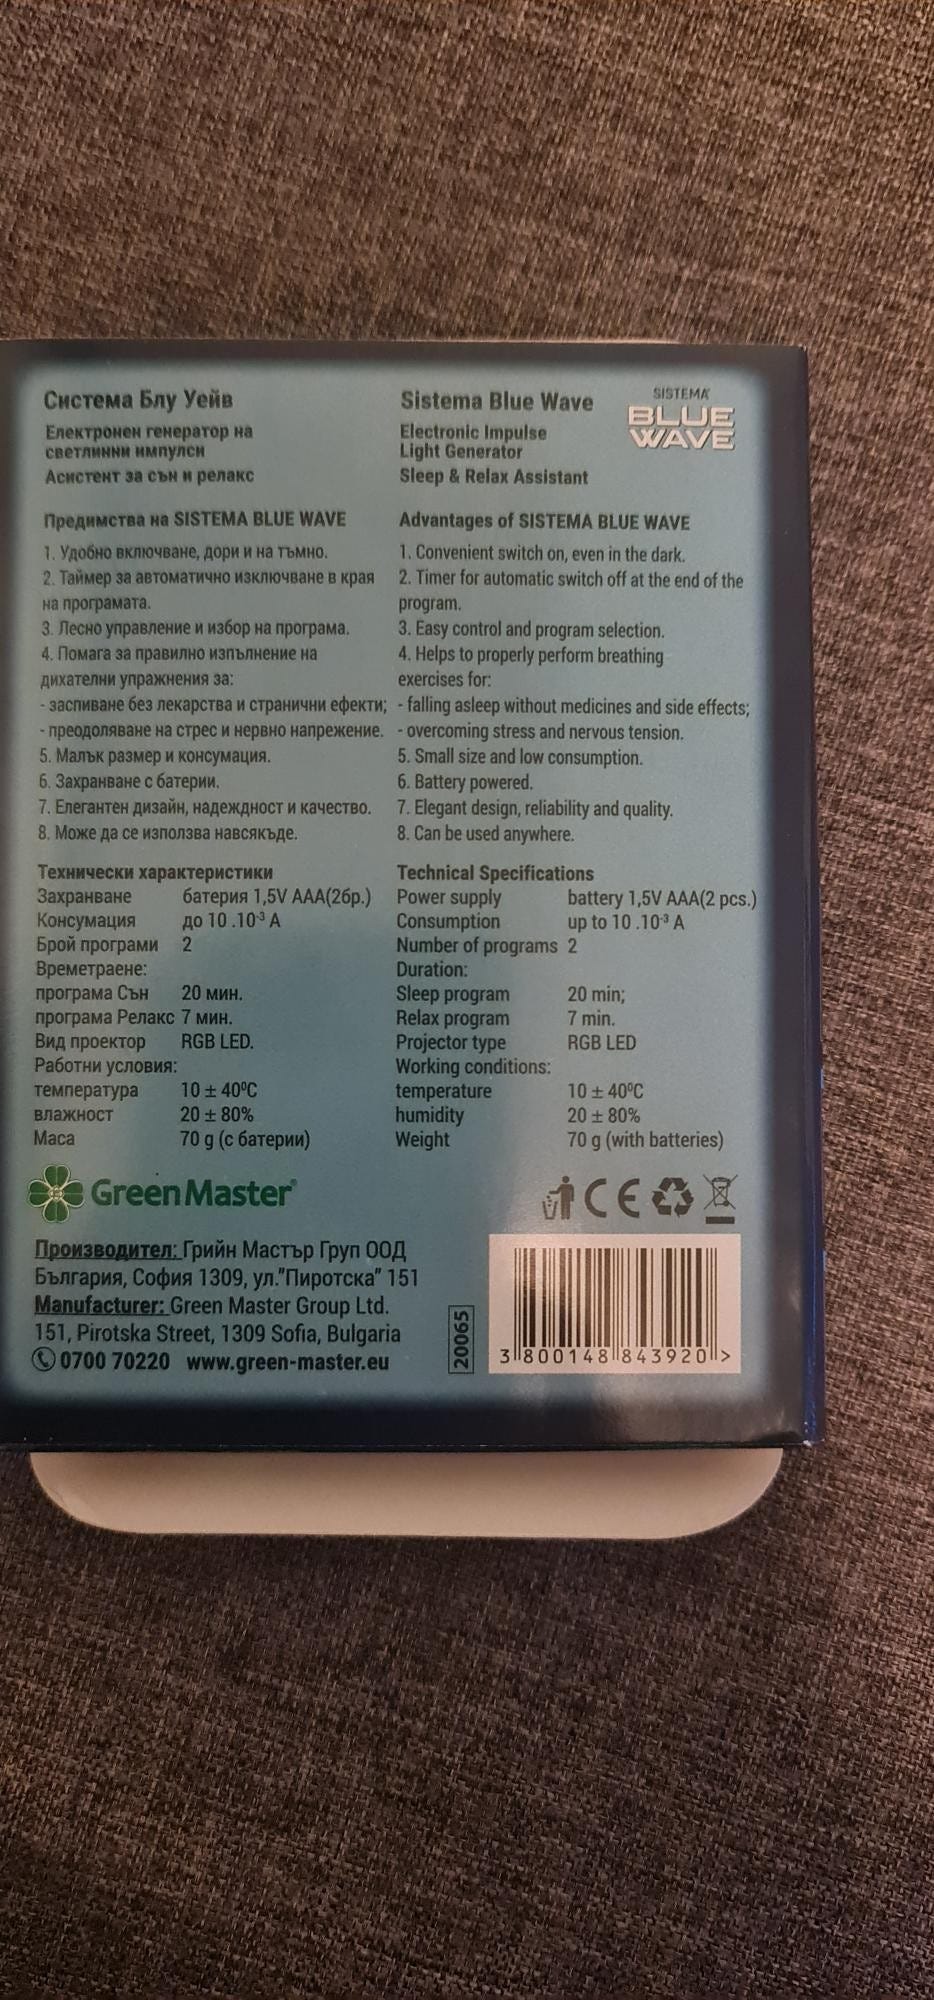 Система Блу Уейв
Електронен генератор на
светлинни импулси
Асистент за сън и релакс
Предимства на SISTEMA BLUE WAVE
1. Удобно включване, дори и на тъмно.
2. Таймер за автоматично изключване в края
на програмата.
3. Лесно управление и избор на програма.
4. Помага за правилно изпълнение на
дихателни упражнения за:
- заспиване без лекарства и странични ефекти;
- преодоляване на стрес и нервно напрежение.
5. Малък размер и консумация.
6. Захранване с батерии.
7. Елегантен дизайн, надеждност и качество.
8. Може да се използва навсякъде.
Технически характеристики
Захранване батерия 1,5V AAA(2бр.)
Консумация до 10 .10⁻³ A
Брой програми 2
Времетраене:
програма Сън 20 мин.
програма Релакс 7 мин.
Вид проектор RGB LED.
Работни условия:
температура 10 ± 40⁰C
влажност 20 ± 80%
Маса 70 g (с батерии)
Sistema Blue Wave
Electronic Impulse
Light Generator
Sleep & Relax Assistant
SISTEMA
BLUE
WAVE
Advantages of SISTEMA BLUE WAVE
1. Convenient switch on, even in the dark.
2. Timer for automatic switch off at the end of the
program.
3. Easy control and program selection.
4. Helps to properly perform breathing
exercises for:
- falling asleep without medicines and side effects;
- overcoming stress and nervous tension.
5. Small size and low consumption.
6. Battery powered.
7. Elegant design, reliability and quality.
8. Can be used anywhere.
Technical Specifications
Power supply battery 1,5V AAA(2 pcs.)
Consumption up to 10 .10⁻³ A
Number of programs 2
Duration:
Sleep program 20 min;
Relax program 7 min.
Projector type RGB LED
Working conditions:
temperature 10 ± 40⁰C
humidity 20 ± 80%
Weight 70 g (with batteries)
GreenMaster®
CE
Производител: Грийн Мастър Груп ООД
България, София 1309, ул."Пиротска" 151
Manufacturer: Green Master Group Ltd.
151, Pirotska Street, 1309 Sofia, Bulgaria
0700 70220 www.green-master.eu
20065
3 800148 843920 >